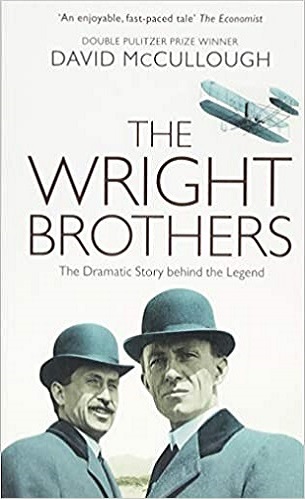 ‘An enjoyable, fast-paced tale’ The Economist
DOUBLE PULITZER PRIZE WINNER
DAVID McCULLOUGH
THE
WRIGHT
BROTHERS
The Dramatic Story behind the Legend